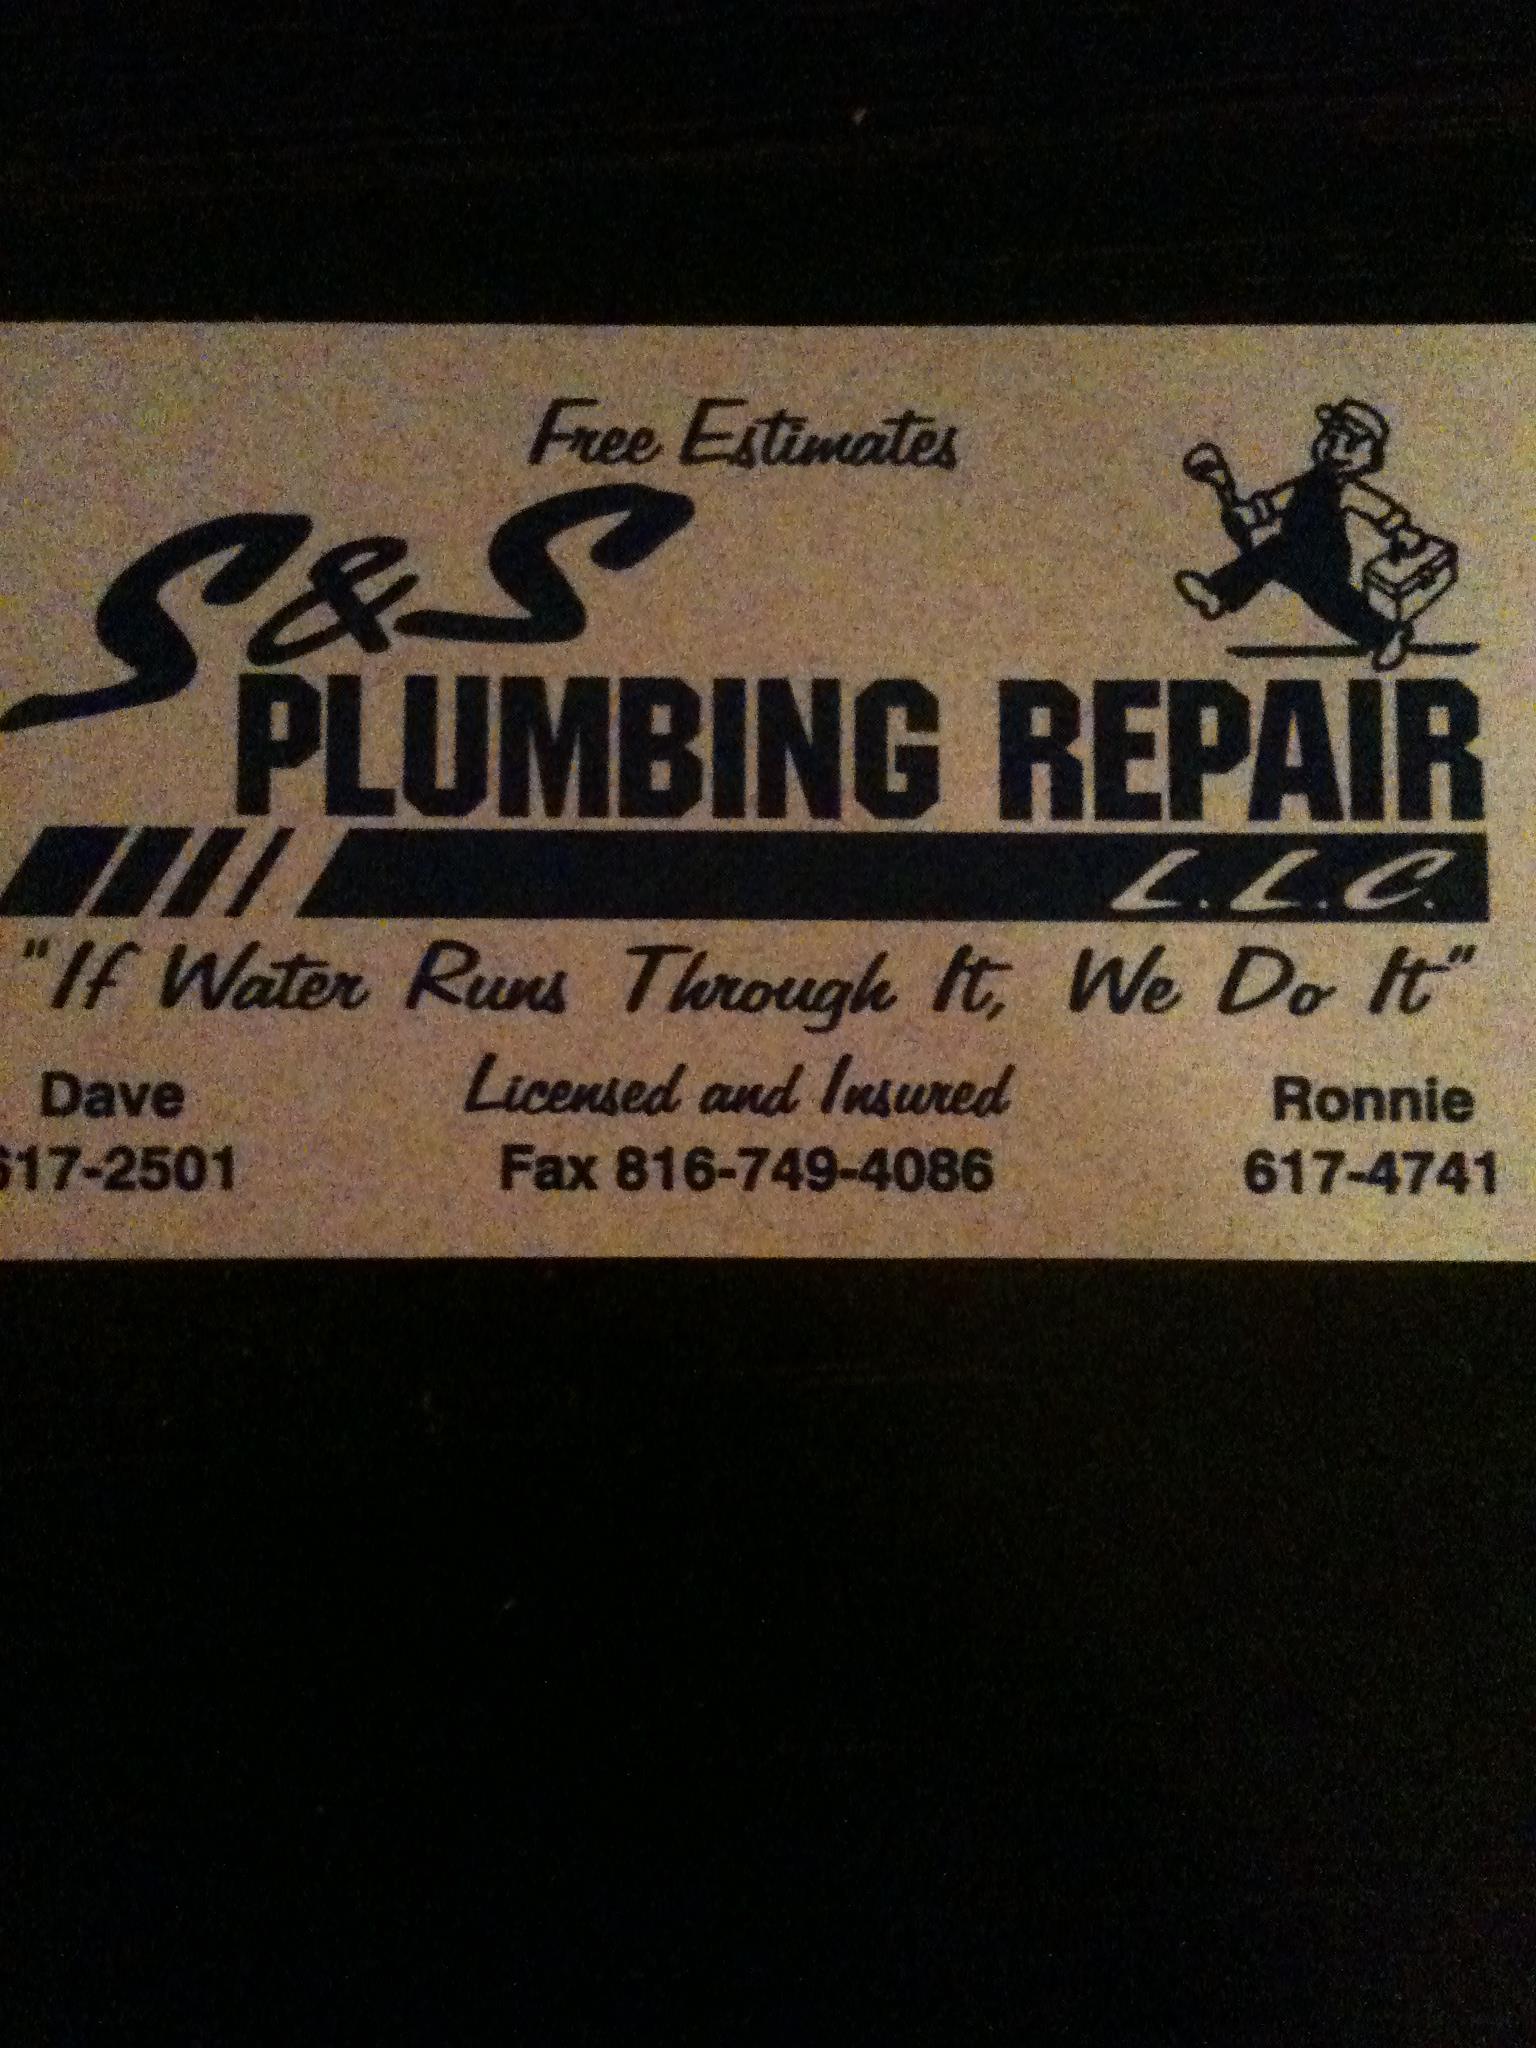 Free Estimates
S&S
PLUMBING REPAIR
L.L.C.
"If Water Runs Through It, We Do It"
Dave Licensed and Insured Ronnie
617-2501 Fax 816-749-4086 617-4741